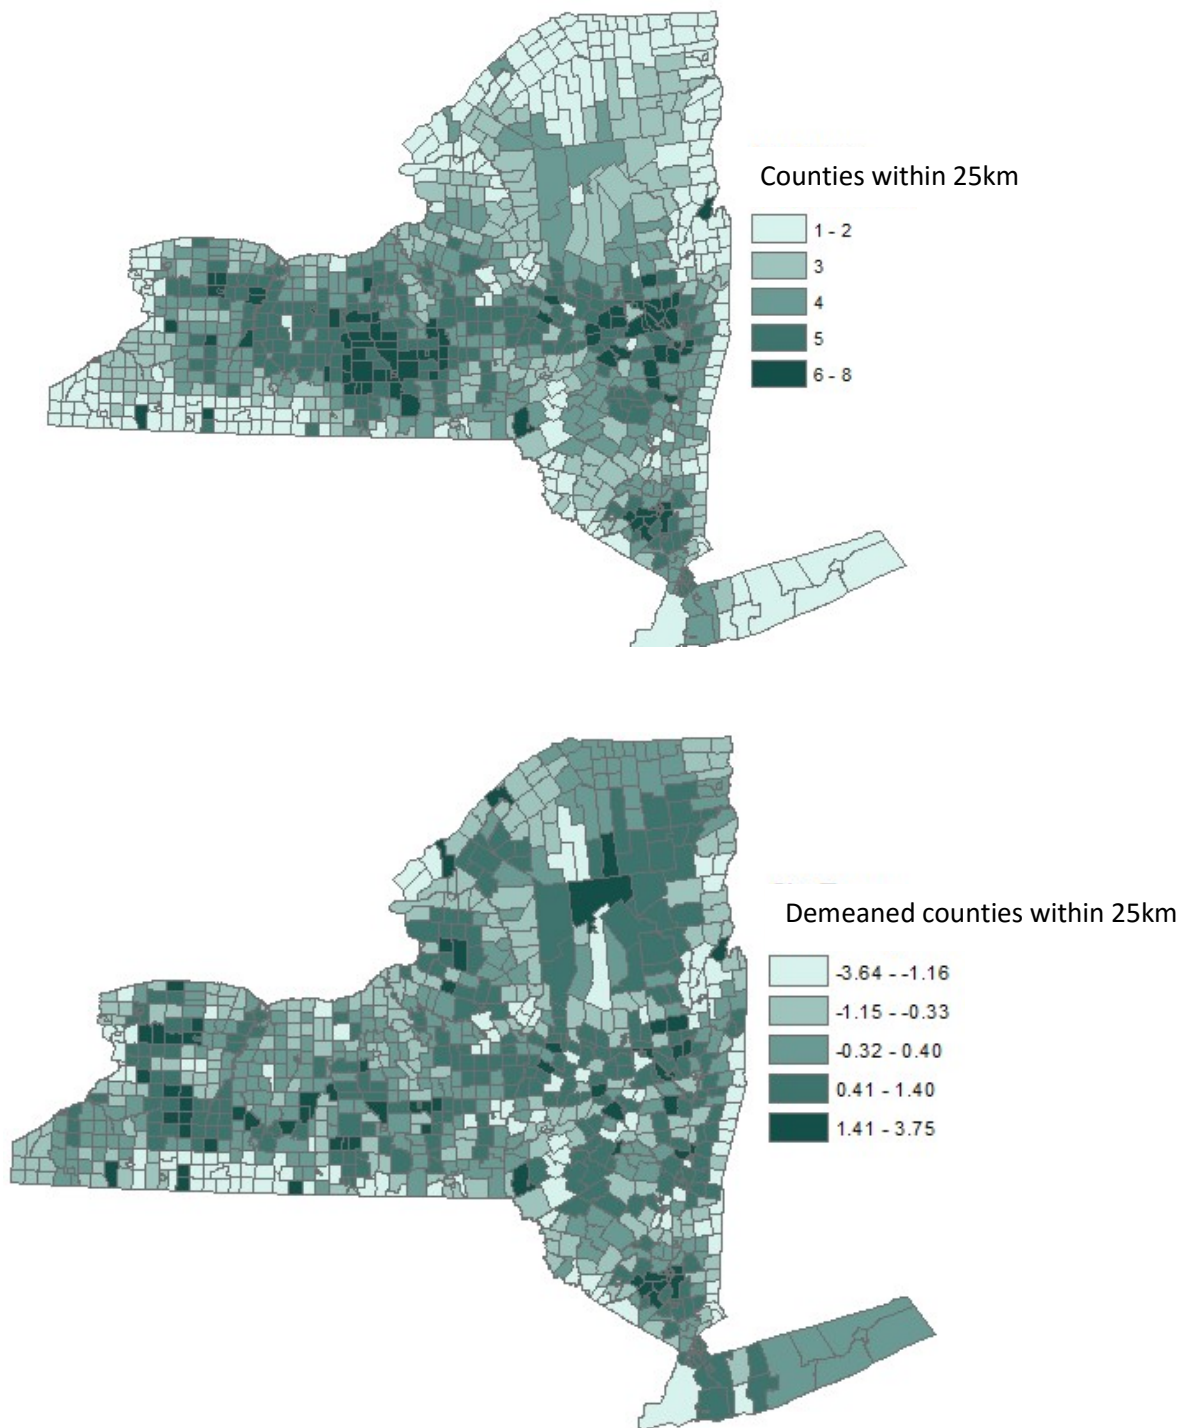 Counties within 25km
1 - 2
3
4
5
6 - 8
Demeaned counties within 25km
-3.64 - -1.16
-1.15 - -0.33
-0.32 - 0.40
0.41 - 1.40
1.41 - 3.75